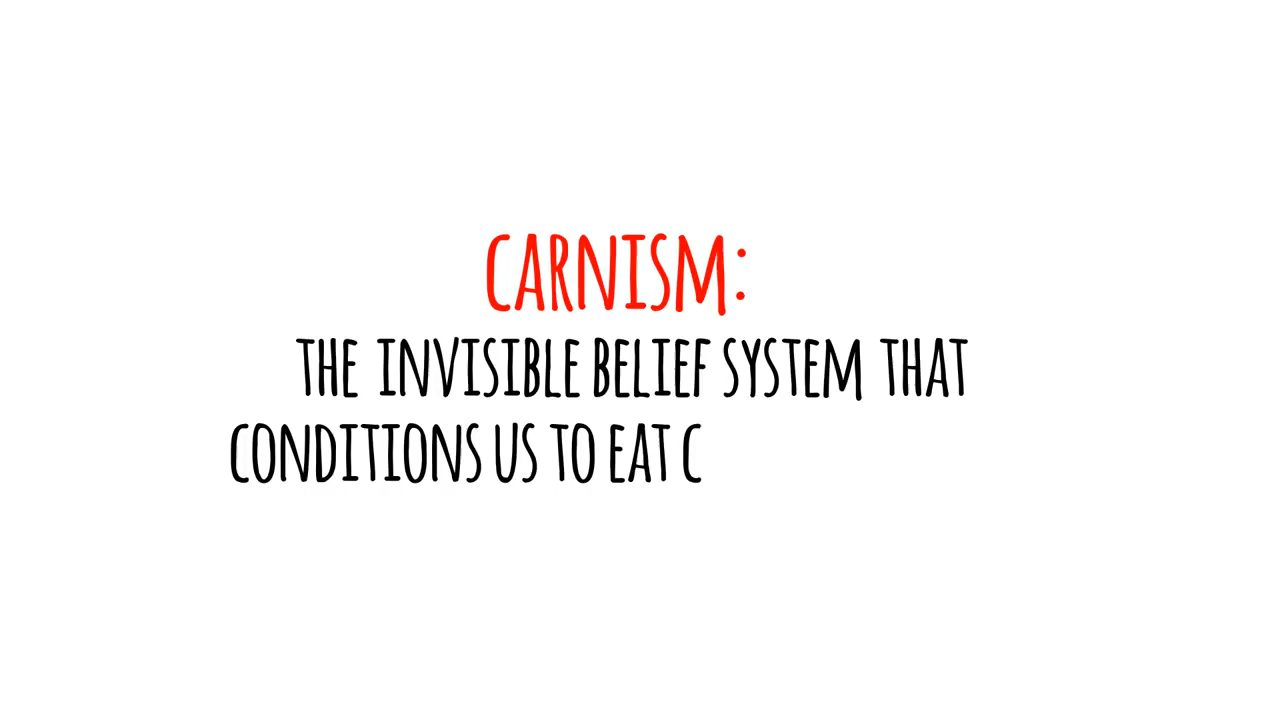 CARNISM:
THE INVISIBLE BELIEF SYSTEM THAT
CONDITIONS US TO EAT C